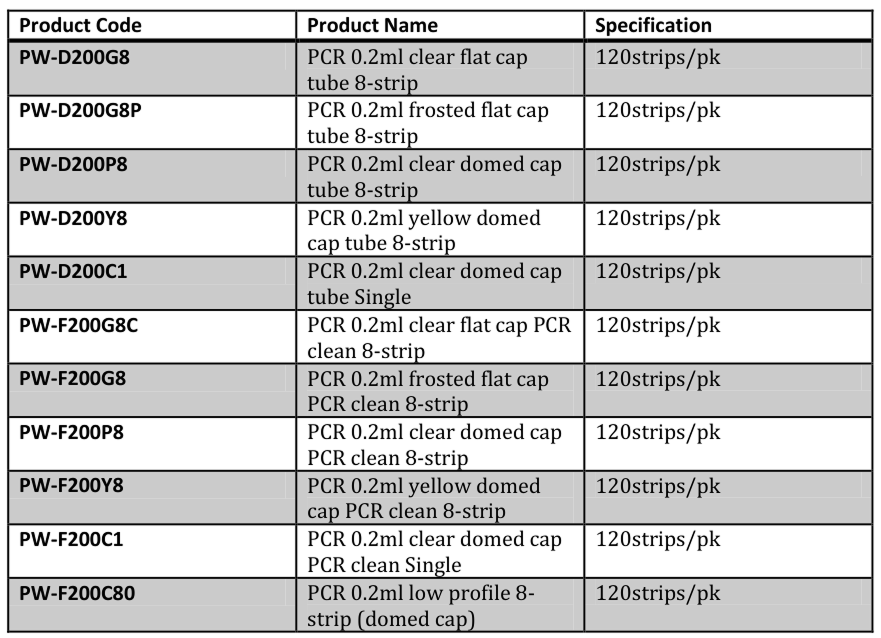 Product Code Product Name Specification
PW-D200G8 PCR 0.2ml clear flat cap 120strips/pk
tube 8-strip
PW-D200G8P PCR 0.2ml frosted flat cap 120strips/pk
tube 8-strip
PW-D200P8 PCR 0.2ml clear domed cap 120strips/pk
tube 8-strip
PW-D200Y8 PCR 0.2ml yellow domed 120strips/pk
cap tube 8-strip
PW-D200C1 PCR 0.2ml clear domed cap 120strips/pk
tube Single
PW-F200G8C PCR 0.2ml clear flat cap PCR 120strips/pk
clean 8-strip
PW-F200G8 PCR 0.2ml frosted flat cap 120strips/pk
PCR clean 8-strip
PW-F200P8 PCR 0.2ml clear domed cap 120strips/pk
PCR clean 8-strip
PW-F200Y8 PCR 0.2ml yellow domed 120strips/pk
cap PCR clean 8-strip
PW-F200C1 PCR 0.2ml clear domed cap 120strips/pk
PCR clean Single
PW-F200C80 PCR 0.2ml low profile 8- 120strips/pk
strip (domed cap)